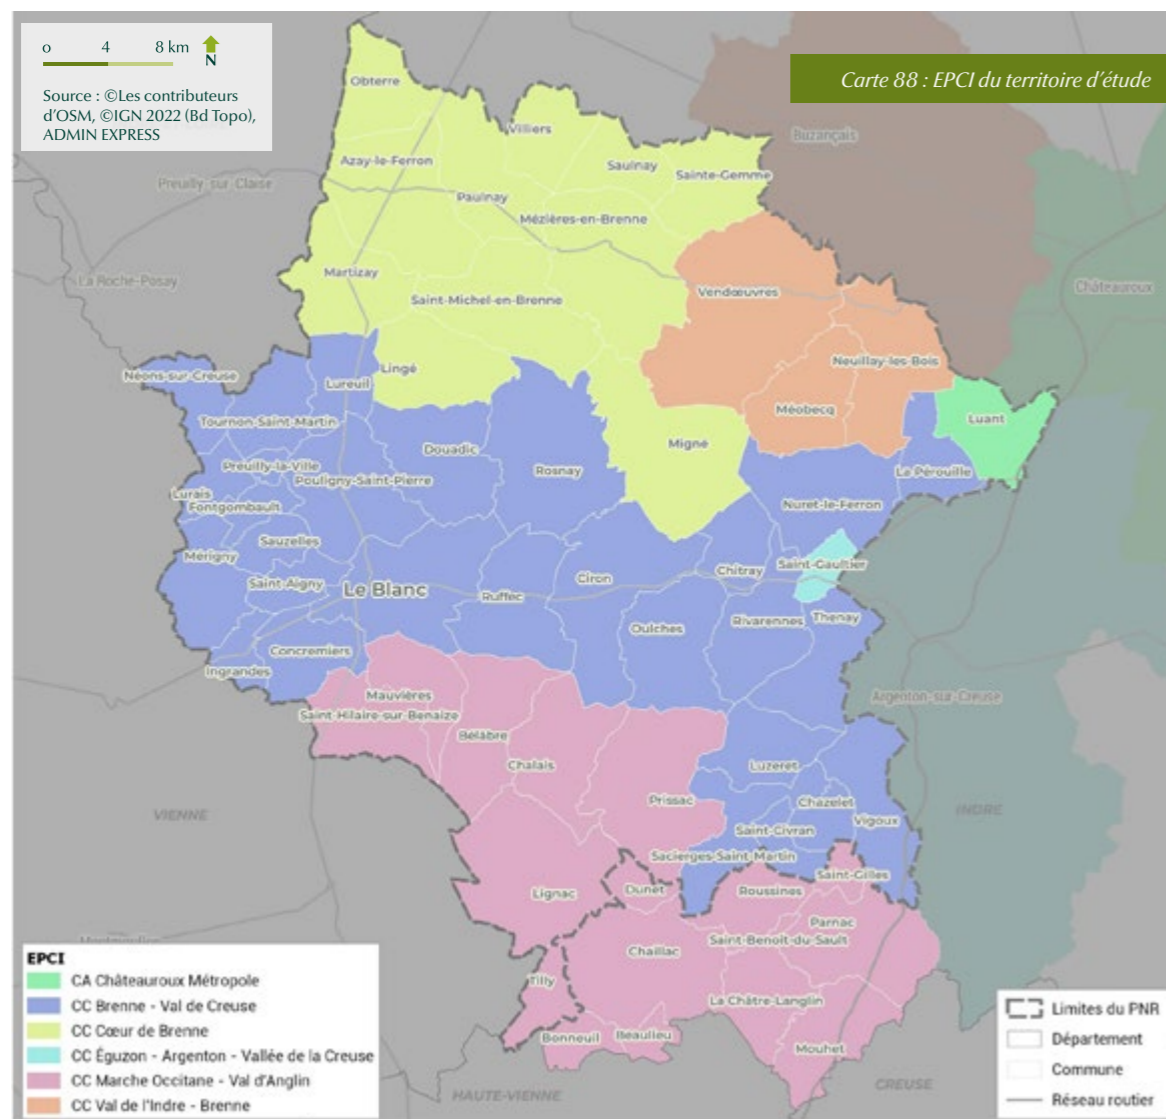 o 4 8 km
N
Source : ©Les contributeurs
d'OSM, ©IGN 2022 (Bd Topo),
ADMIN EXPRESS
Carte 88 : EPCI du territoire d'étude
Obterre
Villiers
Buzançais
Azay-le-Ferron
Saulnay
Sainte-Gemme
Preuilly-sur-Claise
Paulnay
Mézières-en-Brenne
Martizay
La Roche-Posay
Vendœuvres
Châteauroux
Saint-Michel-en-Brenne
Neuillay-les-Bois
Néons-sur-Creuse
Lingé
Lureuil
Méobecq
Luant
Tournon-Saint-Martin
Douadic
Migné
Preuilly-la-Ville
Rosnay
La Pérouille
Pouligny-Saint-Pierre
Lurais
Fontgombault
Nuret-le-Ferron
Sauzelles
Mérigny
Saint-Gaultier
Chitray
Ciron
Saint-Aigny
Le Blanc
Ruffec
Thenay
Rivarennes
Oulches
Concremiers
Ingrandes
Mauvières
Argenton-sur-Creuse
Saint-Hilaire-sur-Benaize
Bélâbre
Chalais
Luzeret
Prissac
Chazelet
INDRE
VIENNE
Vigoux
Saint-Civran
Sacierges-Saint-Martin
Saint-Gilles
Dunet
Roussines
Lignac
Parnac
Saint-Benoît-du-Sault
Chaillac
Tilly
La Châtre-Langlin
Bonneuil
Beaulieu
Mouhet
HAUTE-VIENNE
CREUSE
EPCI
CA Châteauroux Métropole
CC Brenne - Val de Creuse
CC Cœur de Brenne
CC Éguzon - Argenton - Vallée de la Creuse
CC Marche Occitane - Val d'Anglin
CC Val de l'Indre - Brenne
Limites du PNR
Département
Commune
Réseau routier